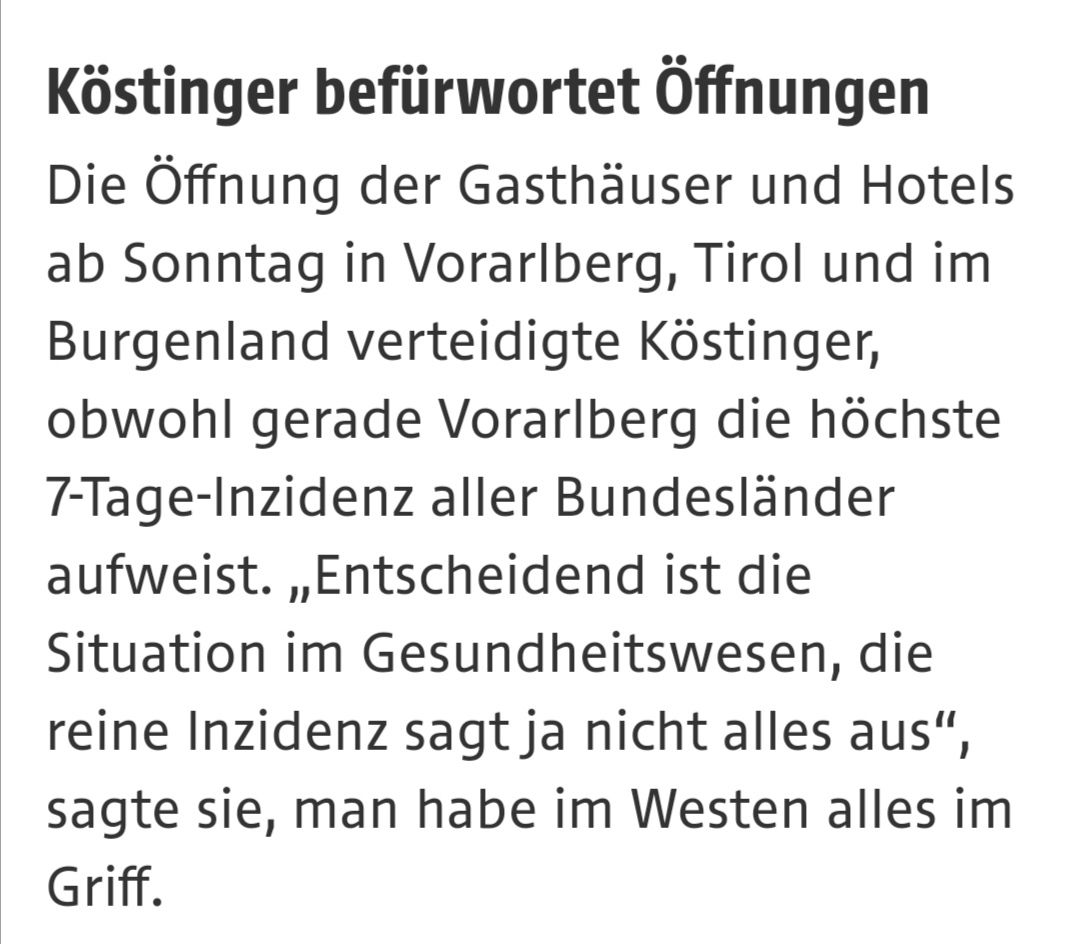 Köstinger befürwortet Öffnungen
Die Öffnung der Gasthäuser und Hotels
ab Sonntag in Vorarlberg, Tirol und im
Burgenland verteidigte Köstinger,
obwohl gerade Vorarlberg die höchste
7-Tage-Inzidenz aller Bundesländer
aufweist. „Entscheidend ist die
Situation im Gesundheitswesen, die
reine Inzidenz sagt ja nicht alles aus“,
sagte sie, man habe im Westen alles im
Griff.